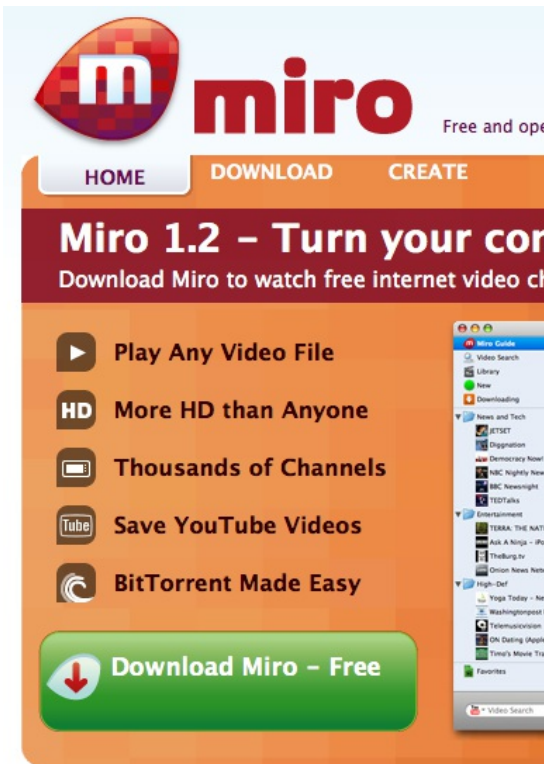 m miro
Free and ope
HOME DOWNLOAD CREATE
Miro 1.2 – Turn your con
Download Miro to watch free internet video ch
Play Any Video File
HD More HD than Anyone
Thousands of Channels
Tube Save YouTube Videos
BitTorrent Made Easy
Download Miro – Free
Miro Guide
Video Search
Library
New
Downloading
News and Tech
JETSET
Diggnation
Democracy Now!
NBC Nightly New
BBC Newsnight
TEDTalks
Entertainment
TERRA: THE NAT
Ask A Ninja - iPo
TheBurg.tv
Onion News Netw
High-Def
Yoga Today - Ne
Washingtonpost
Telemusicvision
ON Dating (Apple
Time's Movie Tra
Favorites
Video Search